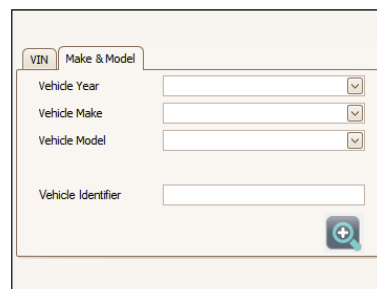 VIN Make & Model
Vehicle Year
Vehicle Make
Vehicle Model
Vehicle Identifier